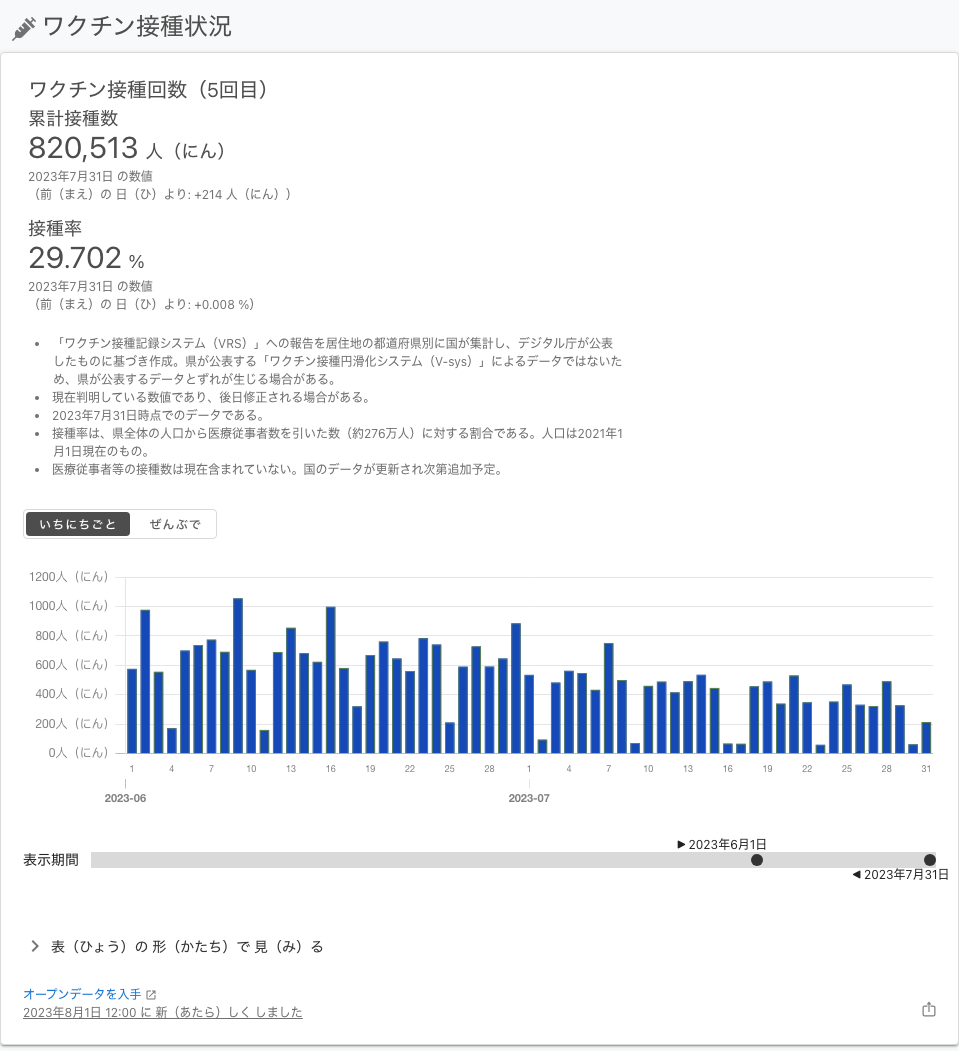 ワクチン接種状況
ワクチン接種回数（5回目）
累計接種数
820,513 人（にん）
2023年7月31日 の数値
（前（まえ）の 日（ひ）より: +214 人（にん））
接種率
29.702 %
2023年7月31日 の数値
（前（まえ）の 日（ひ）より: +0.008 %）
• 「ワクチン接種記録システム（VRS）」への報告を居住地の都道府県別に国が集計し、デジタル庁が公表
したものに基づき作成。県が公表する「ワクチン接種円滑化システム（V-sys）」によるデータではないた
め、県が公表するデータとずれが生じる場合がある。
• 現在判明している数値であり、後日修正される場合がある。
• 2023年7月31日時点でのデータである。
• 接種率は、県全体の人口から医療従事者数を引いた数（約276万人）に対する割合である。人口は2021年1
月1日現在のもの。
• 医療従事者等の接種数は現在含まれていない。国のデータが更新され次第追加予定。
いちにちごと ぜんぶで
1200人（にん）
1000人（にん）
800人（にん）
600人（にん）
400人（にん）
200人（にん）
0人（にん）
1 4 7 10 13 16 19 22 25 28 1 4 7 10 13 16 19 22 25 28 31
2023-06 2023-07
▶ 2023年6月1日
表示期間
◀ 2023年7月31日
表（ひょう）の 形（かたち）で 見（み）る
オープンデータを入手
2023年8月1日 12:00 に 新（あたら）しく しました